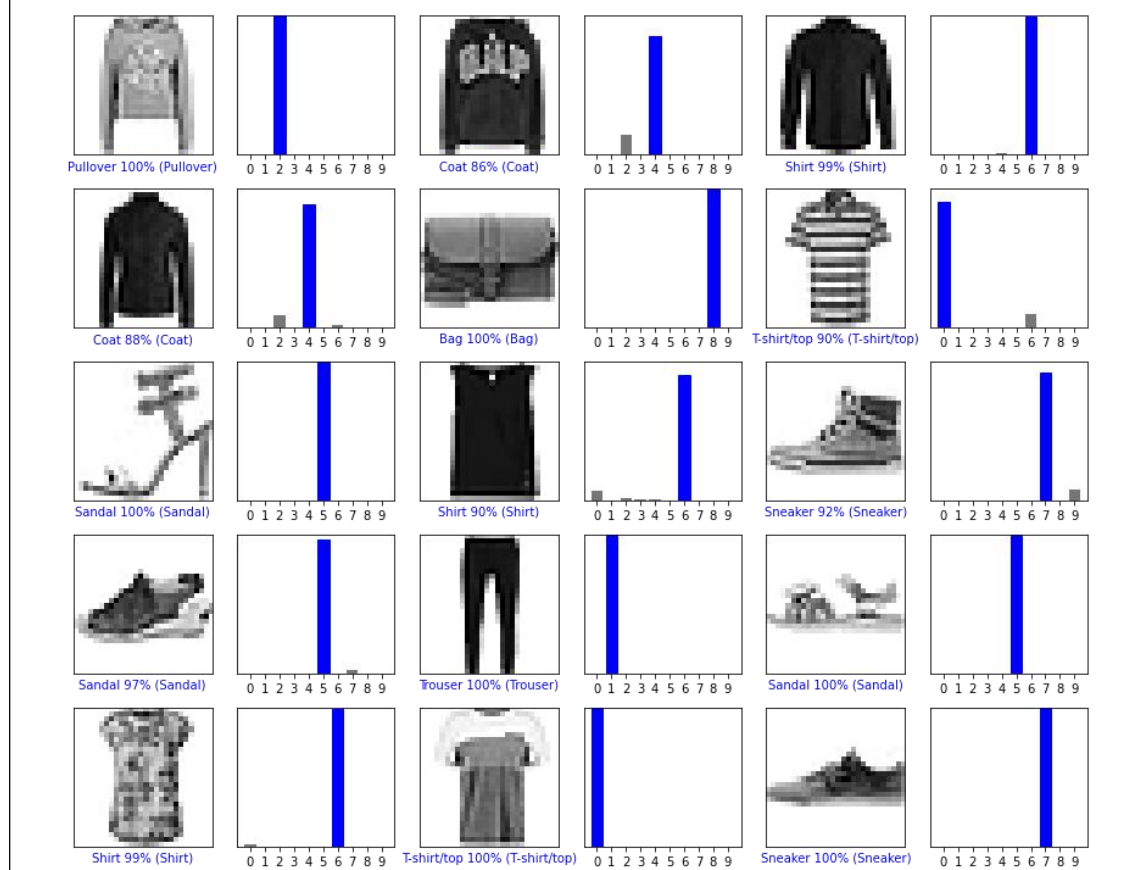 0 1 2 3 4 5 6 7 8 9 0 1 2 3 4 5 6 7 8 9 0 1 2 3 4 5 6 7 8 9
Pullover 100% (Pullover) Coat 86% (Coat) Shirt 99% (Shirt)
0 1 2 3 4 5 6 7 8 9 0 1 2 3 4 5 6 7 8 9 0 1 2 3 4 5 6 7 8 9
Coat 88% (Coat) Bag 100% (Bag) T-shirt/top 90% (T-shirt/top)
0 1 2 3 4 5 6 7 8 9 0 1 2 3 4 5 6 7 8 9 0 1 2 3 4 5 6 7 8 9
Sandal 100% (Sandal) Shirt 90% (Shirt) Sneaker 92% (Sneaker)
0 1 2 3 4 5 6 7 8 9 0 1 2 3 4 5 6 7 8 9 0 1 2 3 4 5 6 7 8 9
Sandal 97% (Sandal) Trouser 100% (Trouser) Sandal 100% (Sandal)
0 1 2 3 4 5 6 7 8 9 0 1 2 3 4 5 6 7 8 9 0 1 2 3 4 5 6 7 8 9
Shirt 99% (Shirt) T-shirt/top 100% (T-shirt/top) Sneaker 100% (Sneaker)